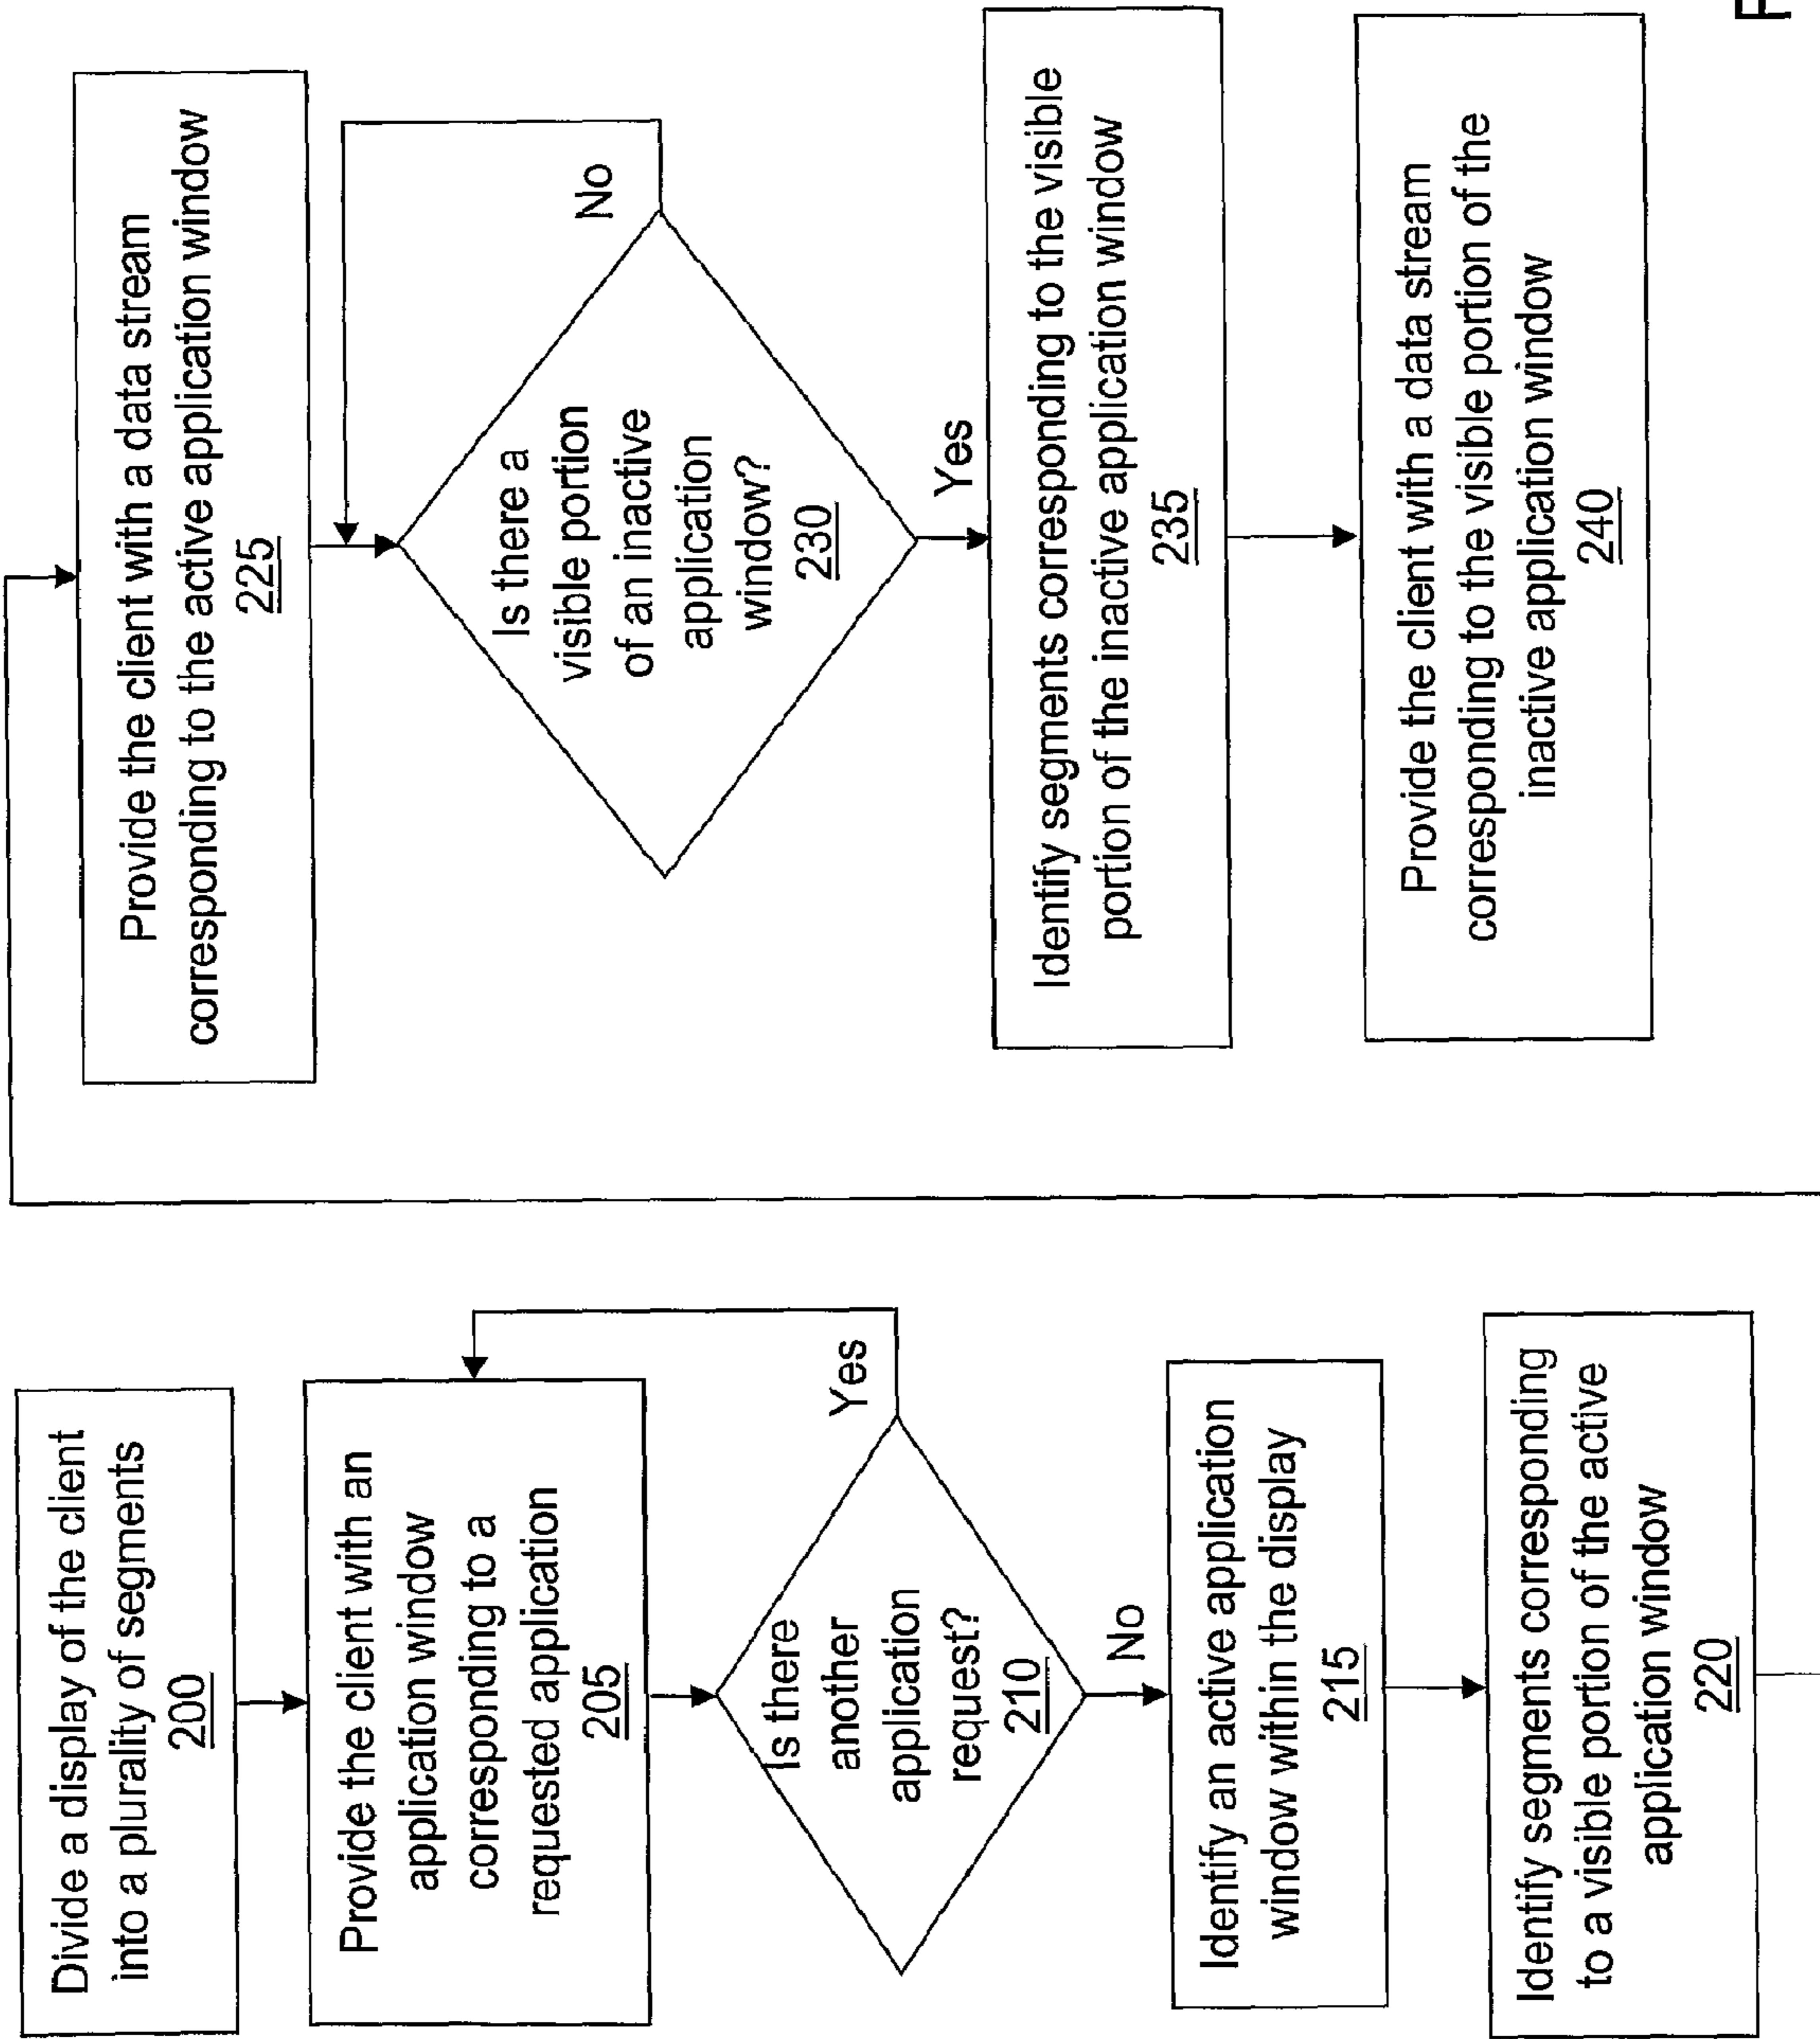 Divide a display of the client
into a plurality of segments
200
Provide the client with an
application window
corresponding to a
requested application
205
Is there
another
application
request?
210
Yes
No
Identify an active application
window within the display
215
Identify segments corresponding
to a visible portion of the active
application window
220
Provide the client with a data stream
corresponding to the active application window
225
Is there a
visible portion
of an inactive
application
window?
230
No
Yes
Identify segments corresponding to the visible
portion of the inactive application window
235
Provide the client with a data stream
corresponding to the visible portion of the
inactive application window
240